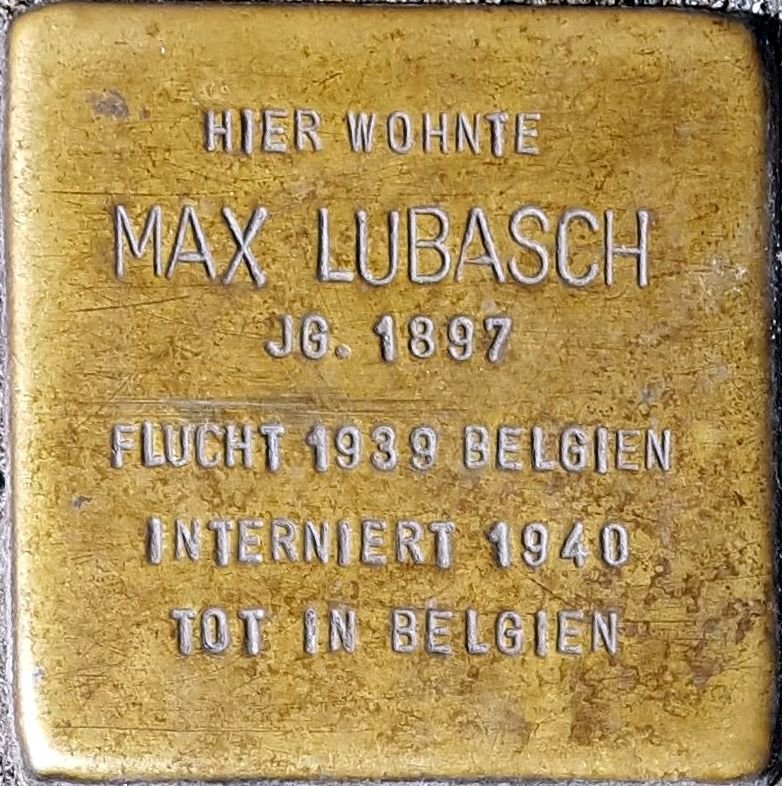 HIER WOHNTE
MAX LUBASCH
JG. 1897
FLUCHT 1939 BELGIEN
INTERNIERT 1940
TOT IN BELGIEN